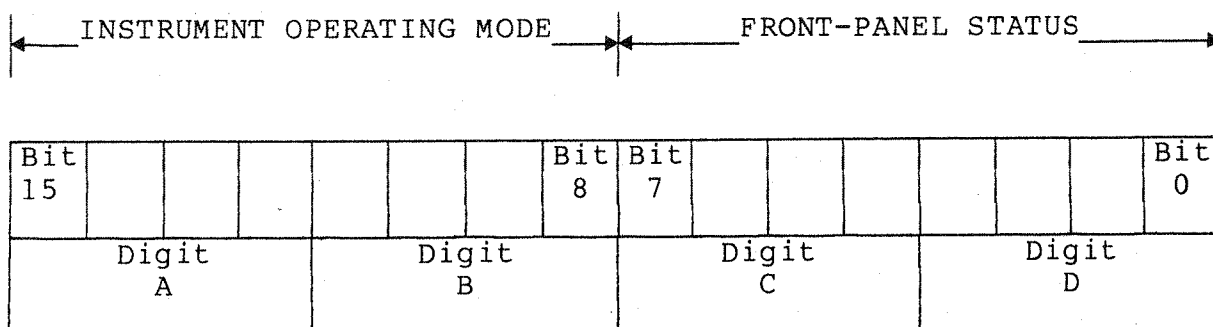 INSTRUMENT OPERATING MODE FRONT-PANEL STATUS
Bit Bit Bit Bit
15 8 7 0
Digit Digit Digit Digit
A B C D